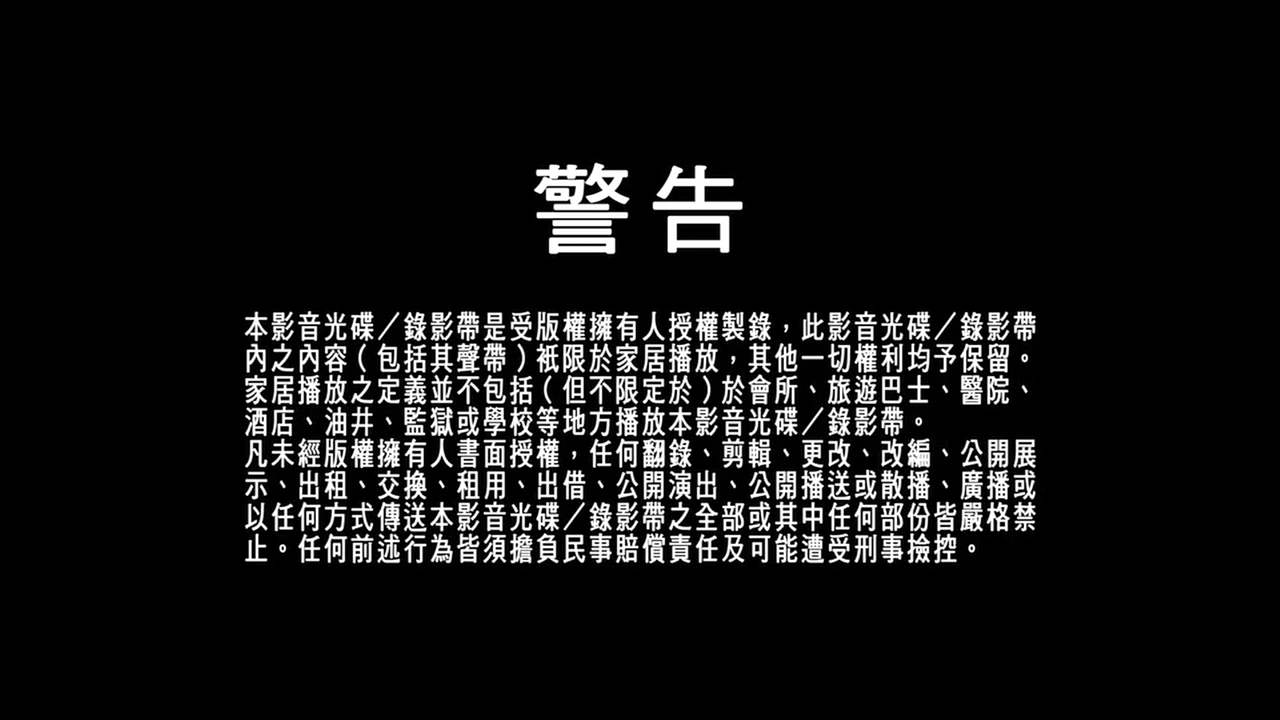 警告
本影音光碟／錄影帶是受版權擁有人授權製錄，此影音光碟／錄影帶
內之內容（包括其聲帶）衹限於家居播放，其他一切權利均予保留。
家居播放之定義並不包括（但不限定於）於會所、旅遊巴士、醫院、
酒店、油井、監獄或學校等地方播放本影音光碟／錄影帶。
凡未經版權擁有人書面授權，任何翻錄、剪輯、更改、改編、公開展
示、出租、交換、租用、出借、公開演出、公開播送或散播、廣播或
以任何方式傳送本影音光碟／錄影帶之全部或其中任何部份皆嚴格禁
止。任何前述行為皆須擔負民事賠償責任及可能遭受刑事撿控。